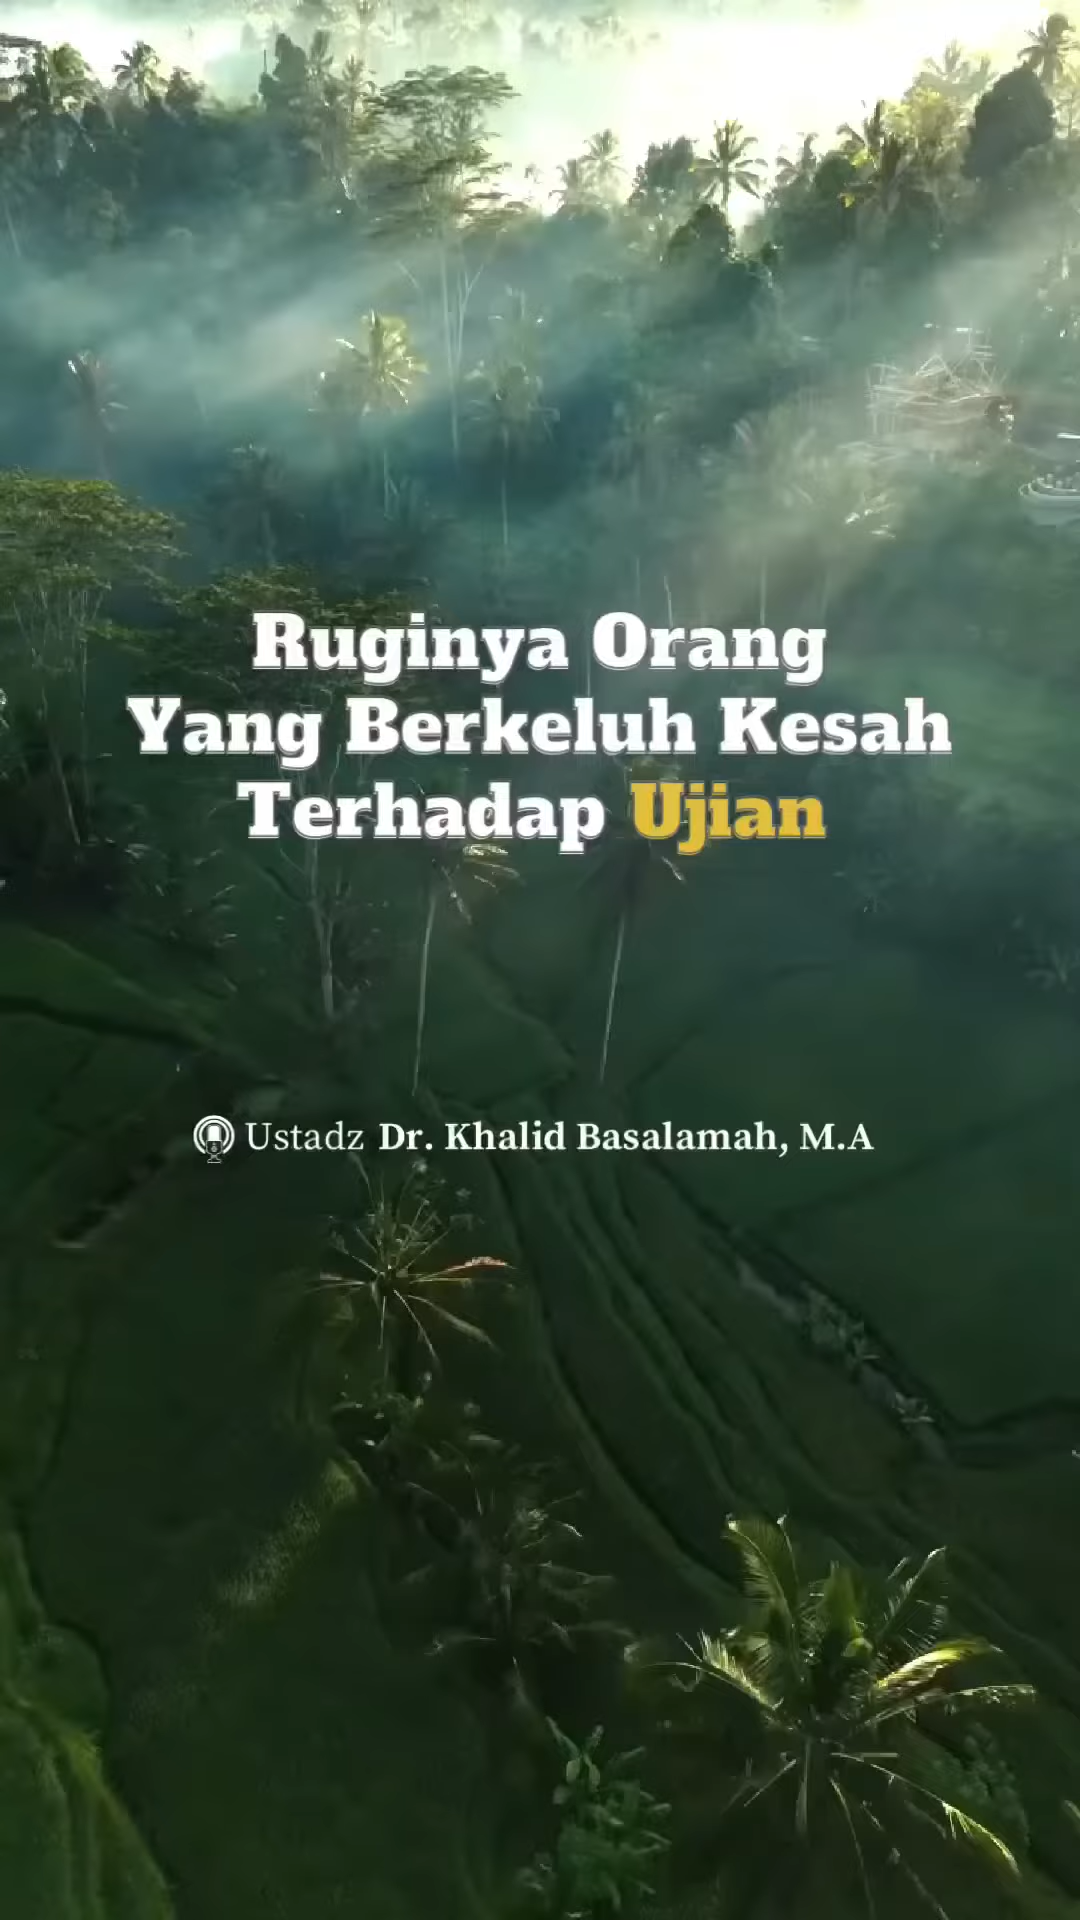 Ruginya Orang
Yang Berkeluh Kesah
Terhadap Ujian
Ustadz Dr. Khalid Basalamah, M.A